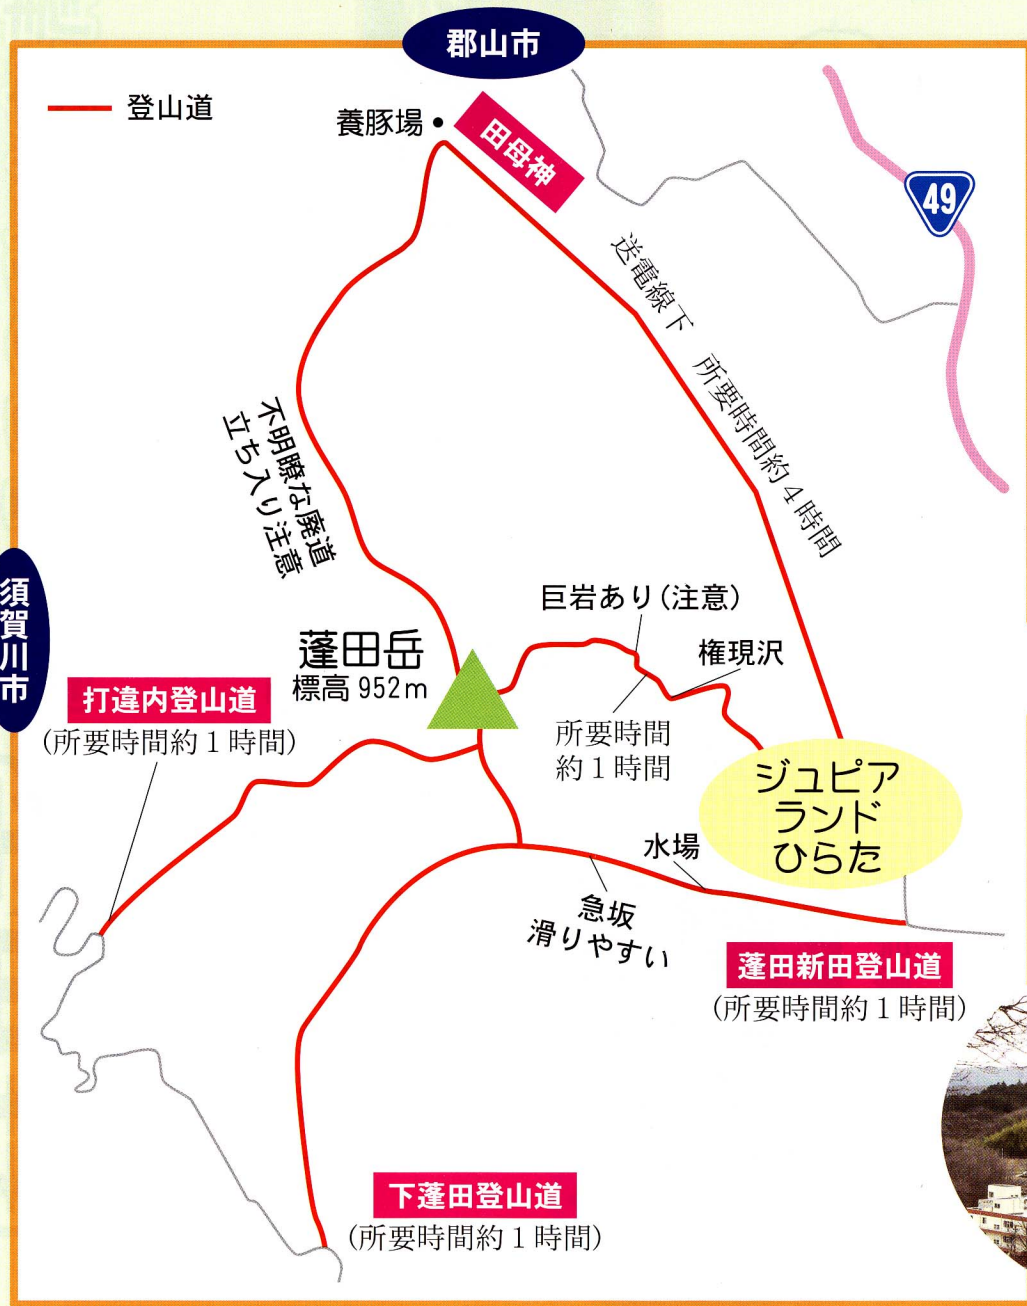 郡山市
登山道
養豚場
田母神
49
送電線下 所要時間約4時間
不明瞭な廃道
立ち入り注意
須賀川市
巨岩あり(注意)
権現沢
蓬田岳
標高 952m
打違内登山道
(所要時間約1時間)
所要時間
約1時間
ジュピア
ランド
ひらた
水場
急坂
滑りやすい
蓬田新田登山道
(所要時間約1時間)
下蓬田登山道
(所要時間約1時間)